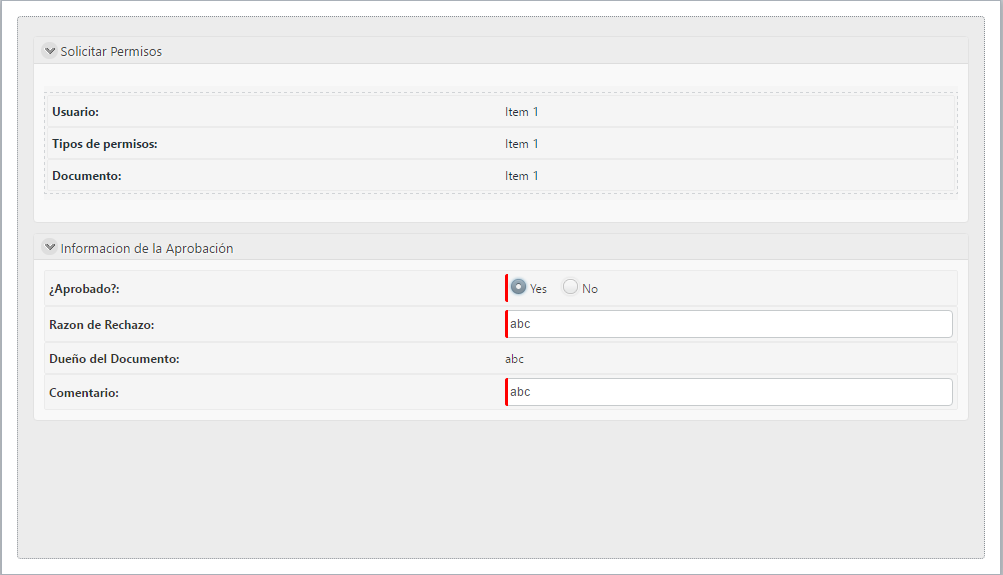 Solicitar Permisos
Usuario: Item 1
Tipos de permisos: Item 1
Documento: Item 1
Informacion de la Aprobación
¿Aprobado?: Yes No
Razon de Rechazo: abc
Dueño del Documento: abc
Comentario: abc